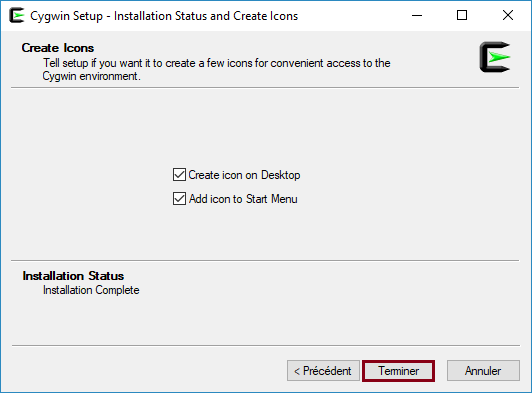 Cygwin Setup - Installation Status and Create Icons
Create Icons
Tell setup if you want it to create a few icons for convenient access to the
Cygwin environment.
Create icon on Desktop
Add icon to Start Menu
Installation Status
Installation Complete
< Précédent
Terminer
Annuler